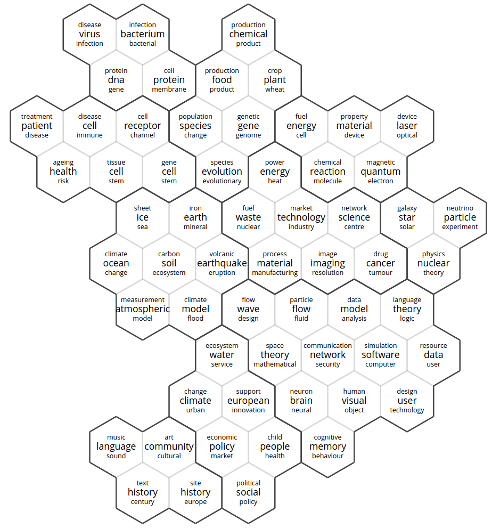 disease
virus
infection
infection
bacterium
bacterial
production
chemical
product
protein
dna
gene
cell
protein
membrane
production
food
product
crop
plant
wheat
treatment
patient
disease
disease
cell
immune
cell
receptor
channel
population
species
change
genetic
gene
genome
fuel
energy
cell
property
material
device
device
laser
optical
ageing
health
risk
tissue
cell
stem
gene
cell
stem
species
evolution
evolutionary
power
energy
heat
chemical
reaction
molecule
magnetic
quantum
electron
sheet
ice
sea
iron
earth
mineral
fuel
waste
nuclear
market
technology
industry
network
science
centre
galaxy
star
solar
neutrino
particle
experiment
climate
ocean
change
carbon
soil
ecosystem
volcanic
earthquake
eruption
process
material
manufacturing
image
imaging
resolution
drug
cancer
tumour
physics
nuclear
theory
measurement
atmospheric
model
climate
model
flood
flow
wave
design
particle
flow
fluid
data
model
analysis
language
theory
logic
ecosystem
water
service
space
theory
mathematical
communication
network
security
simulation
software
computer
resource
data
user
change
climate
urban
support
european
innovation
neuron
brain
neural
human
visual
object
design
user
technology
music
language
sound
art
community
cultural
economic
policy
market
child
people
health
cognitive
memory
behaviour
text
history
century
site
history
europe
political
social
policy